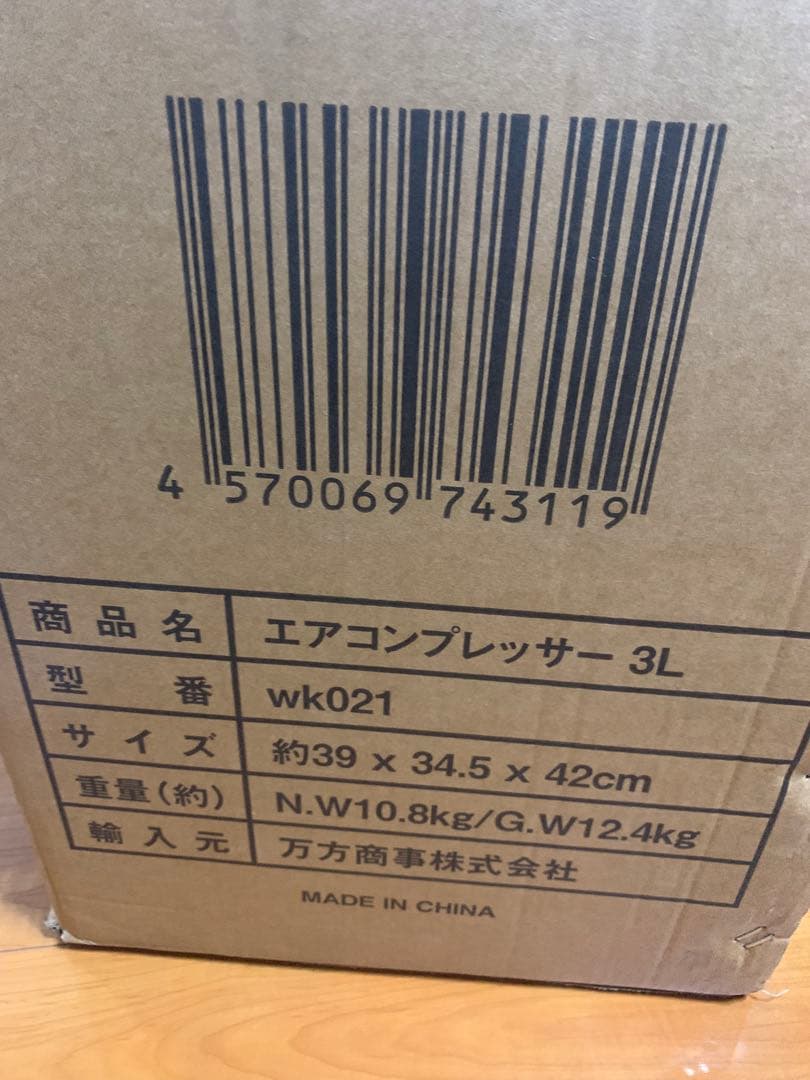 4 570069 743119
商品名 エアコンプレッサー 3L
型番 wk021
サイズ 約39 x 34.5 x 42cm
重量(約) N.W10.8kg/G.W12.4kg
輸入元 万方商事株式会社
MADE IN CHINA